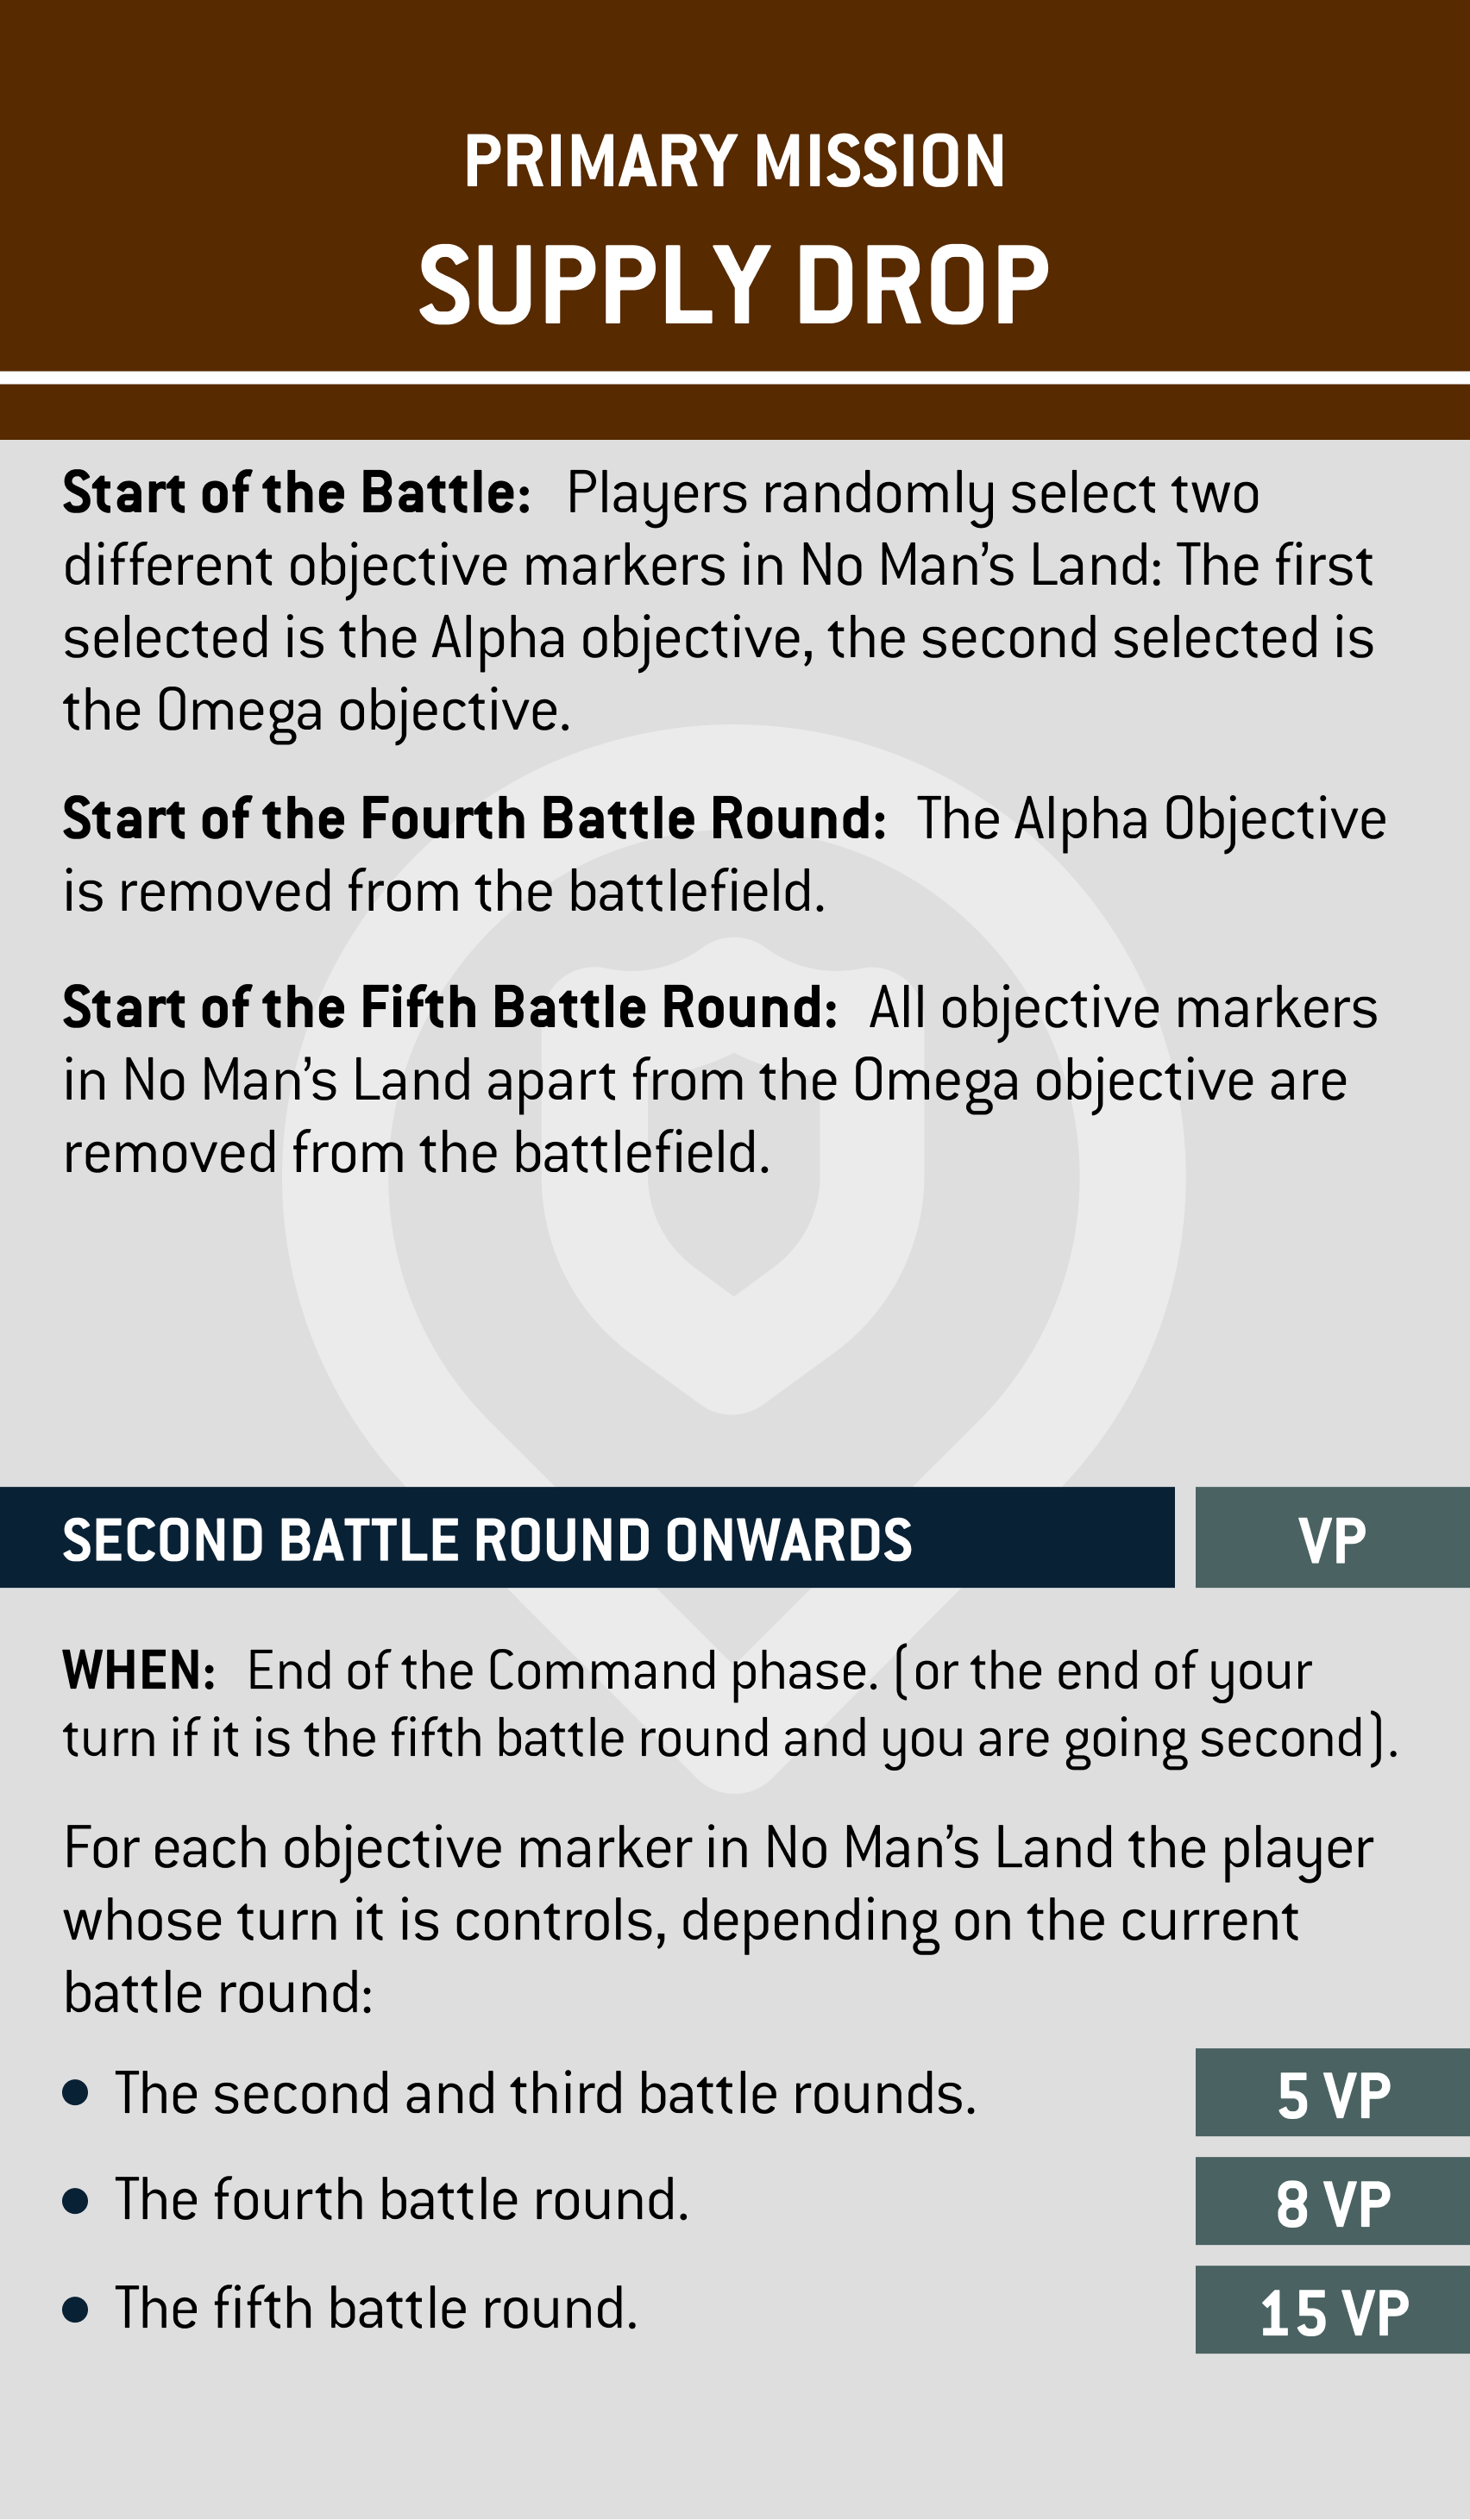 PRIMARY MISSION
SUPPLY DROP
Start of the Battle: Players randomly select two
different objective markers in No Man’s Land: The first
selected is the Alpha objective, the second selected is
the Omega objective.
Start of the Fourth Battle Round: The Alpha Objective
is removed from the battlefield.
Start of the Fifth Battle Round: All objective markers
in No Man’s Land apart from the Omega objective are
removed from the battlefield.
SECOND BATTLE ROUND ONWARDS VP
WHEN: End of the Command phase. (or the end of your
turn if it is the fifth battle round and you are going second).
For each objective marker in No Man’s Land the player
whose turn it is controls, depending on the current
battle round:
• The second and third battle rounds. 5 VP
• The fourth battle round. 8 VP
• The fifth battle round. 15 VP